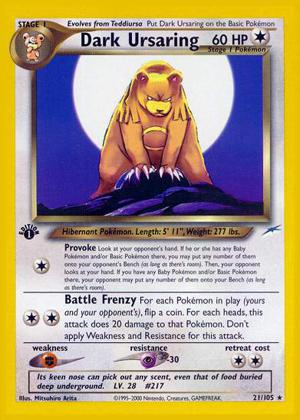 STAGE 1 Evolves from Teddiursa Put Dark Ursaring on the Basic Pokémon
Dark Ursaring 60 HP
Stage 1 Pokémon
Hibernant Pokémon. Length: 5' 11", Weight: 277 lbs.
EDITION
1
Provoke Look at your opponent's hand. If he or she has any Baby
Pokémon and/or Basic Pokémon there, you may put any number of them
onto your opponent's Bench (as long as there's room). Then, your opponent
looks at your hand. If you have any Baby Pokémon and/or Basic Pokémon
there, your opponent may put any number of them onto your Bench (as
long as there's room).
Battle Frenzy For each Pokémon in play (yours
and your opponent's), flip a coin. For each heads, this
attack does 20 damage to that Pokémon. Don't
apply Weakness and Resistance for this attack.
weakness resistance retreat cost
-30
Its keen nose can pick out any scent, even that of food buried
deep underground. LV. 28 #217
Illus. Mitsuhiro Arita ©1995-2000 Nintendo, Creatures, GAMEFREAK. 21/105 ★